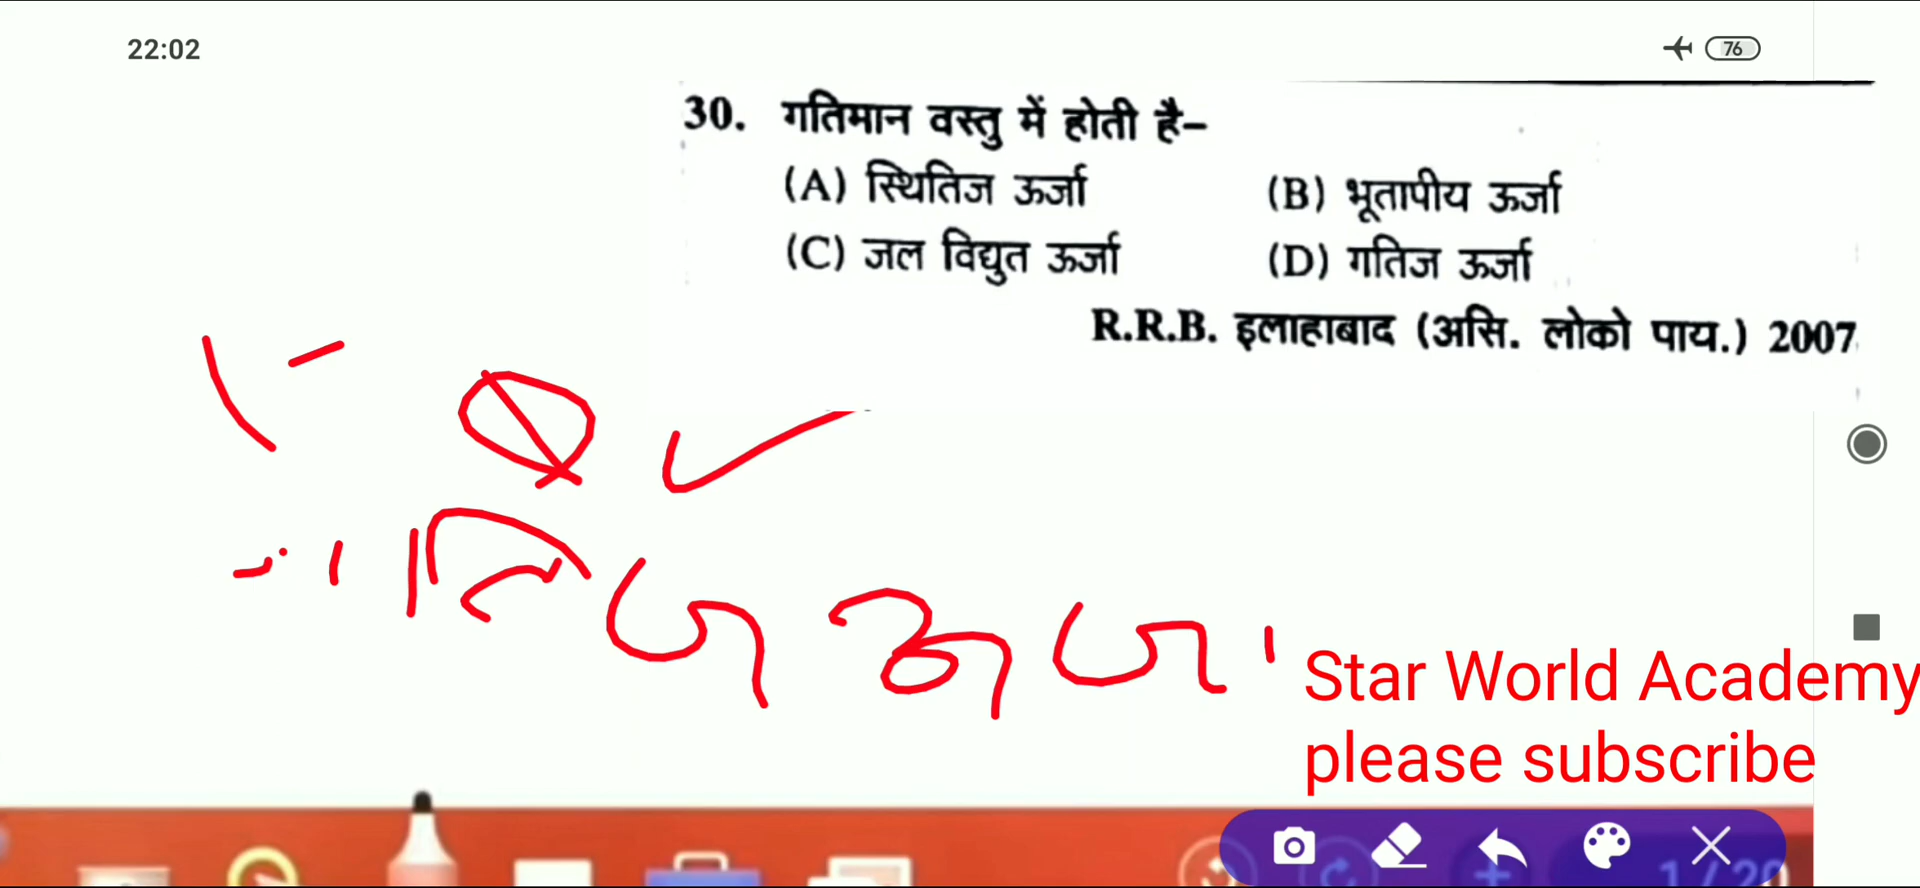 22:02
76
30. गतिमान वस्तु में होती है–
(A) स्थितिज ऊर्जा (B) भूतापीय ऊर्जा
(C) जल विद्युत ऊर्जा (D) गतिज ऊर्जा
R.R.B. इलाहाबाद (असि. लोको पाय.) 2007
Star World Academy
please subscribe